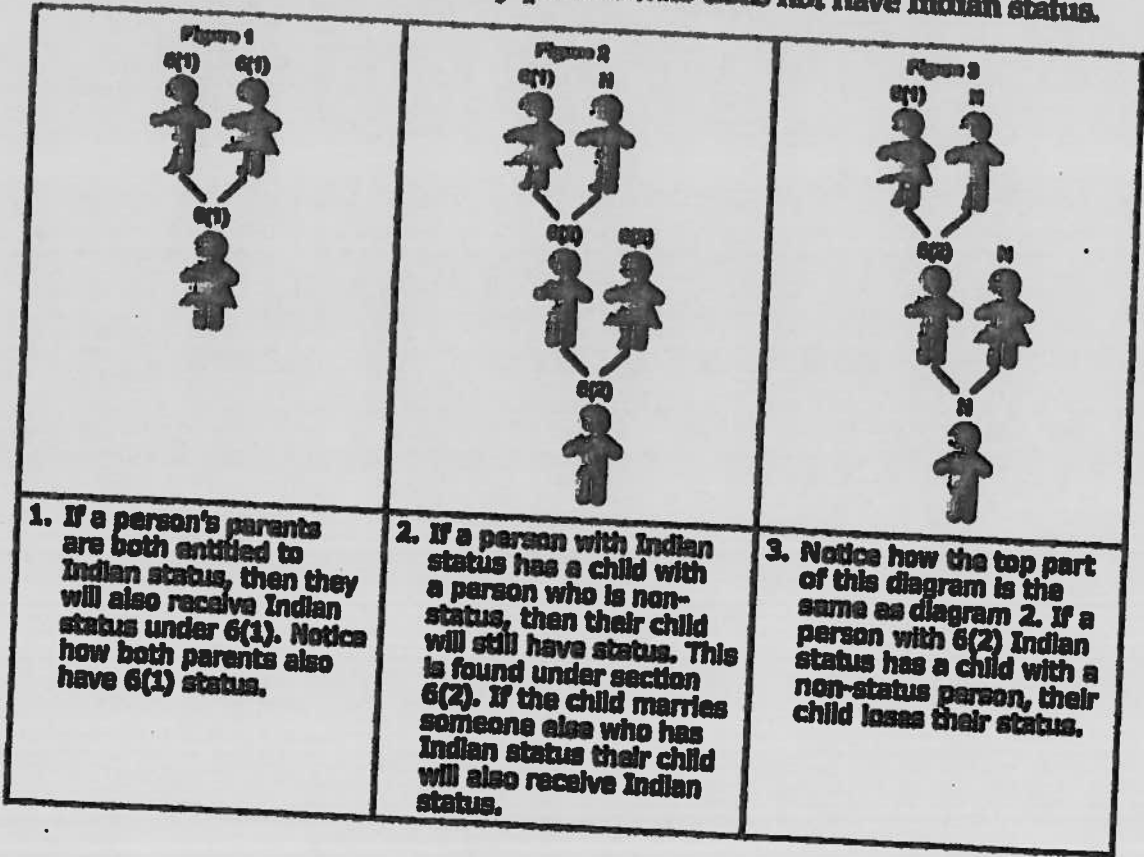 not have Indian status.
Figure 1
6(1) 6(1)
6(1)
1. If a person's parents
are both entitled to
Indian status, then they
will also receive Indian
status under 6(1). Notice
how both parents also
have 6(1) status.
Figure 2
6(1) N
6(2)
2. If a person with Indian
status has a child with
a person who is non-
status, then their child
will still have status. This
is found under section
6(2). If the child marries
someone else who has
Indian status their child
will also receive Indian
status.
Figure 3
6(1) N
6(2) N
N
3. Notice how the top part
of this diagram is the
same as diagram 2. If a
person with 6(2) Indian
status has a child with a
non-status person, their
child loses their status.